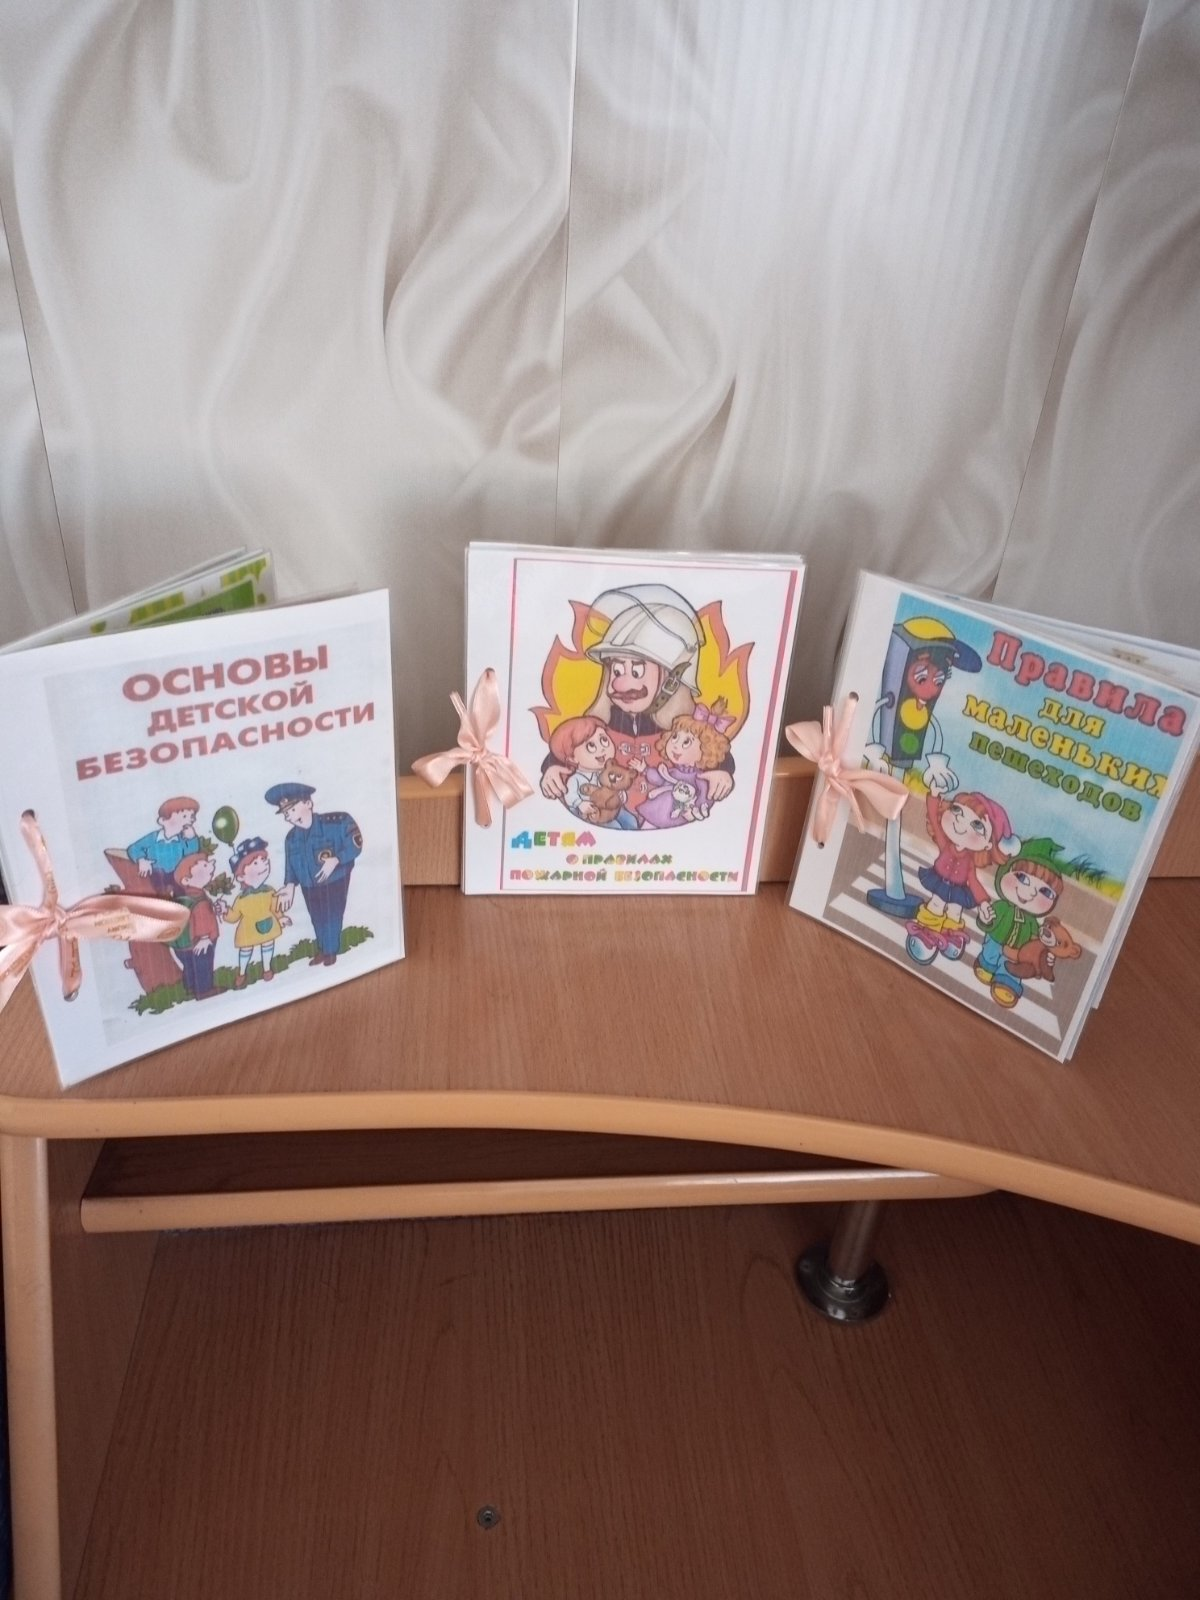 ОСНОВЫ
ДЕТСКОЙ
БЕЗОПАСНОСТИ
ДЕТЯМ
О ПРАВИЛАХ
ПОЖАРНОЙ БЕЗОПАСНОСТИ
Правила
для
маленьких
пешеходов